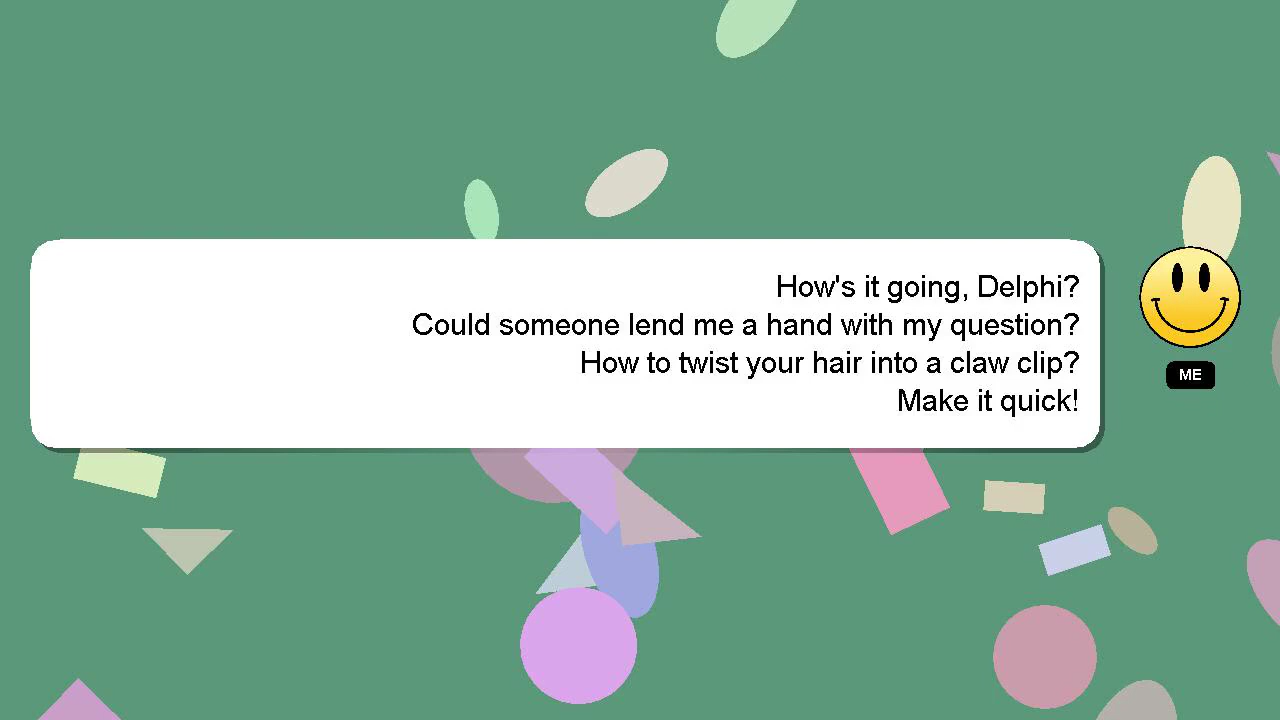 How's it going, Delphi?
Could someone lend me a hand with my question?
How to twist your hair into a claw clip?
Make it quick!
ME